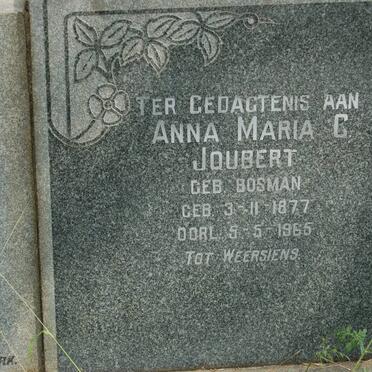 TER GEDAGTENIS AAN
ANNA MARIA C
JOUBERT
GEB. BOSMAN
GEB. 3-11-1877
OORL. 5-5-1965
TOT WEERSIENS